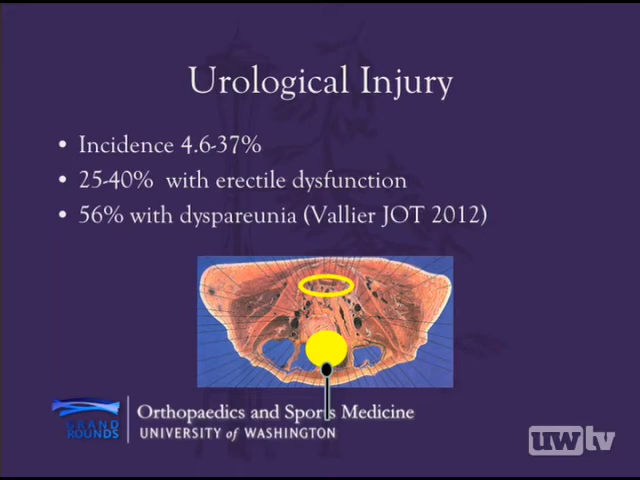 Urological Injury
• Incidence 4.6-37%
• 25-40% with erectile dysfunction
• 56% with dyspareunia (Vallier JOT 2012)
GRAND ROUNDS
Orthopaedics and Sports Medicine
UNIVERSITY of WASHINGTON
uwtv